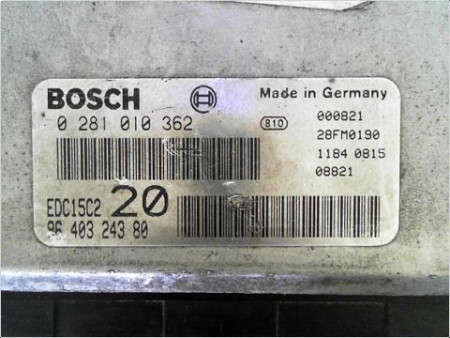 BOSCH
Made in Germany
0 281 010 362
810
000821
28FM0190
1184 0815
08821
EDC15C2 20
96 403 243 80